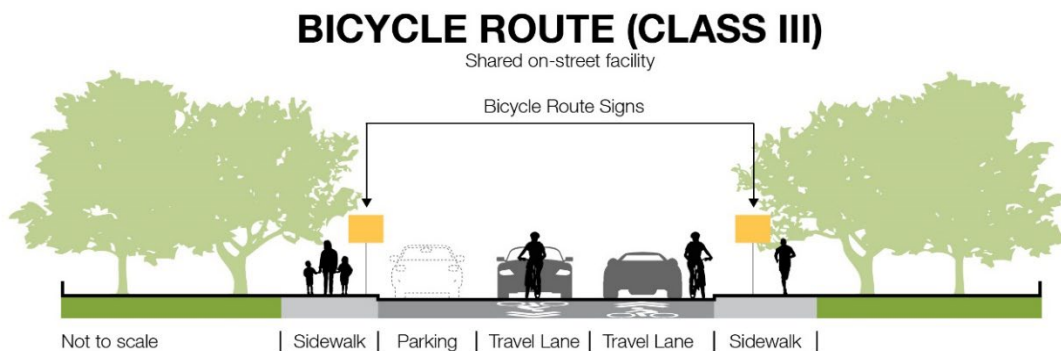 BICYCLE ROUTE (CLASS III)
Shared on-street facility
Bicycle Route Signs
Not to scale
Sidewalk
Parking
Travel Lane
Travel Lane
Sidewalk